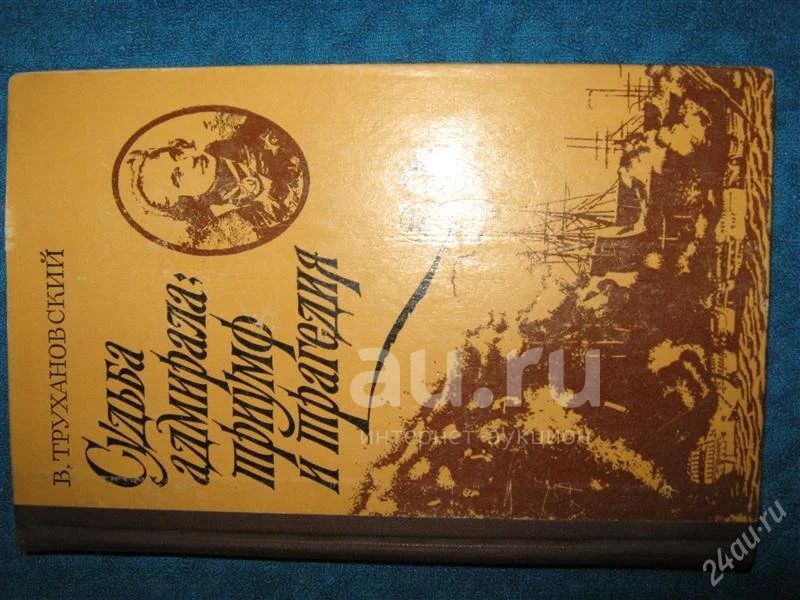 В. ТРУХАНОВСКИЙ
Судьба
адмирала:
триумф
и трагедия
au.ru
интернет-аукцион
24au.ru